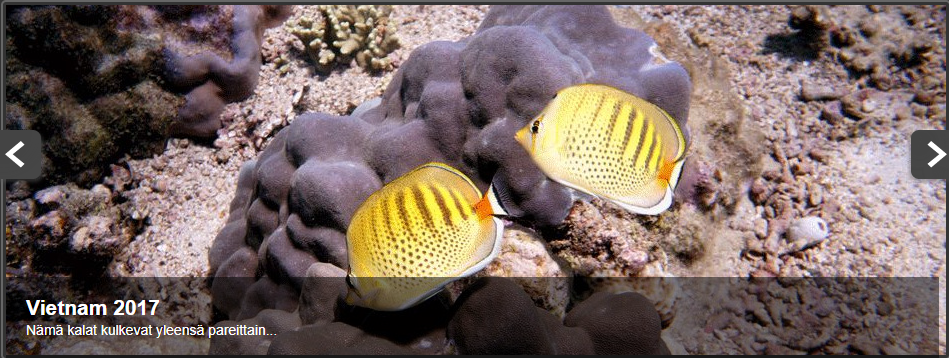 Vietnam 2017
Nämä kalat kulkevat yleensä pareittain...